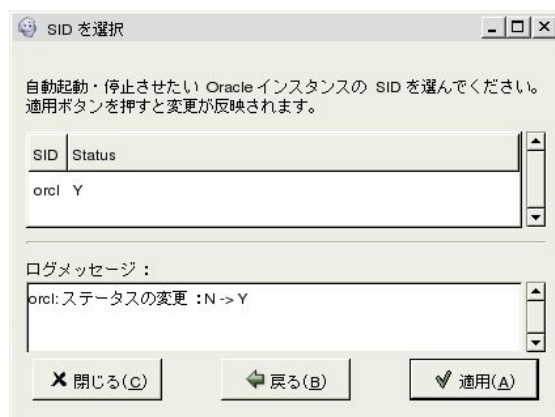 SID を選択
自動起動・停止させたい Oracle インスタンスの SID を選んでください。
適用ボタンを押すと変更が反映されます。
SID Status
orcl Y
ログメッセージ：
orcl: ステータスの変更 :N -> Y
閉じる(C) 戻る(B) 適用(A)